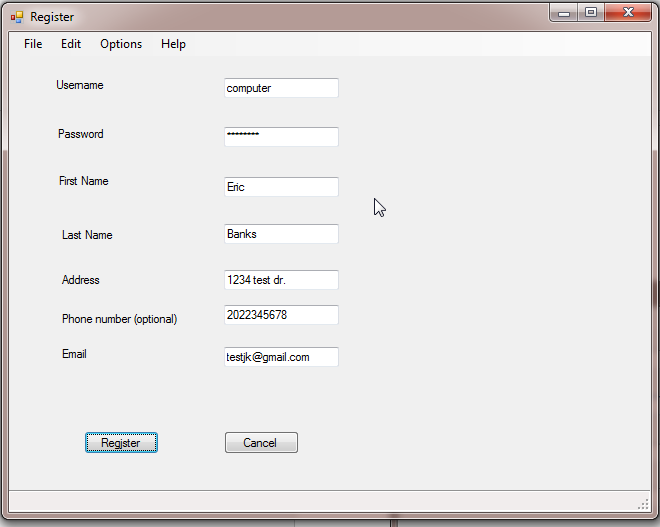 Register
File Edit Options Help
Username computer
Password ********
First Name Eric
Last Name Banks
Address 1234 test dr.
Phone number (optional) 2022345678
Email testjk@gmail.com
Register Cancel